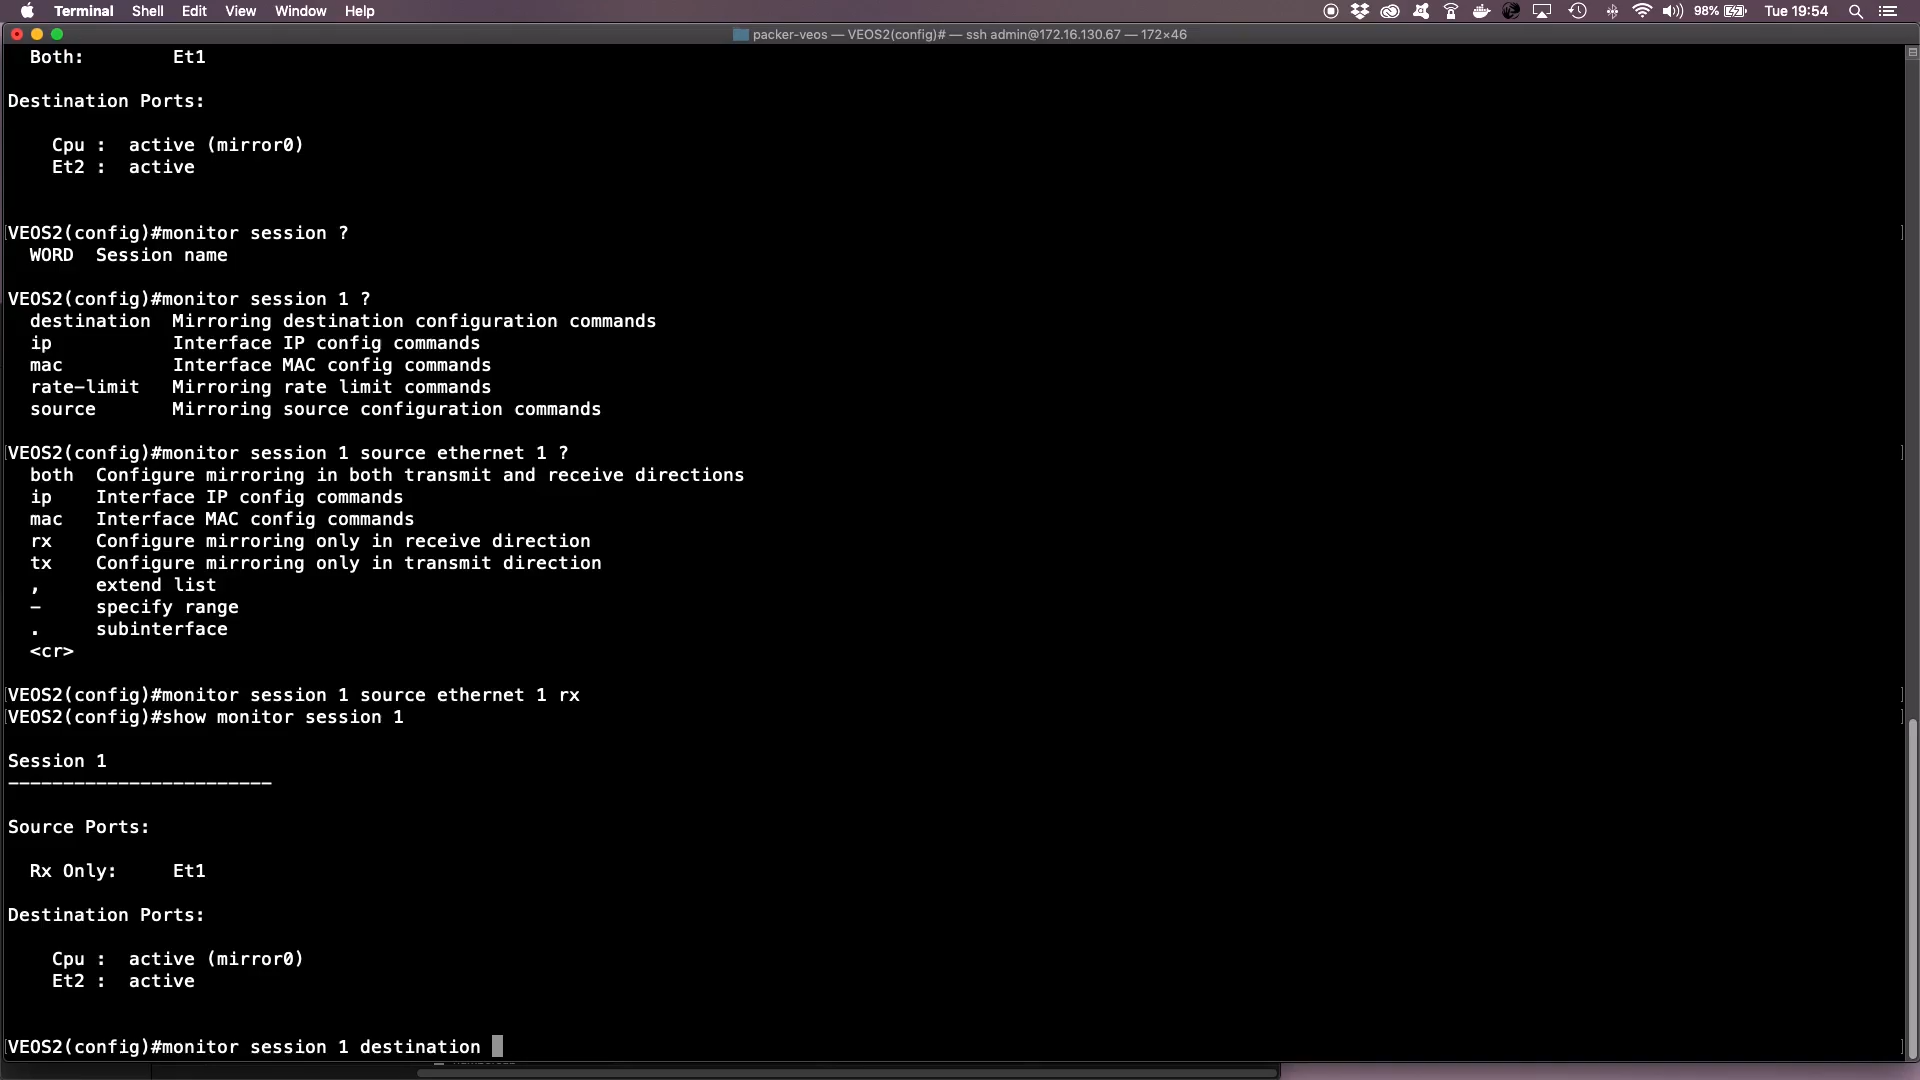 Terminal Shell Edit View Window Help 98% Tue 19:54
packer-veos — VEOS2(config)# — ssh admin@172.16.130.67 — 172×46
Both: Et1
Destination Ports:
Cpu : active (mirror0)
Et2 : active
VEOS2(config)#monitor session ?
WORD Session name
VEOS2(config)#monitor session 1 ?
destination Mirroring destination configuration commands
ip Interface IP config commands
mac Interface MAC config commands
rate-limit Mirroring rate limit commands
source Mirroring source configuration commands
VEOS2(config)#monitor session 1 source ethernet 1 ?
both Configure mirroring in both transmit and receive directions
ip Interface IP config commands
mac Interface MAC config commands
rx Configure mirroring only in receive direction
tx Configure mirroring only in transmit direction
, extend list
- specify range
. subinterface
<cr>
VEOS2(config)#monitor session 1 source ethernet 1 rx
VEOS2(config)#show monitor session 1
Session 1
------------------------
Source Ports:
Rx Only: Et1
Destination Ports:
Cpu : active (mirror0)
Et2 : active
VEOS2(config)#monitor session 1 destination